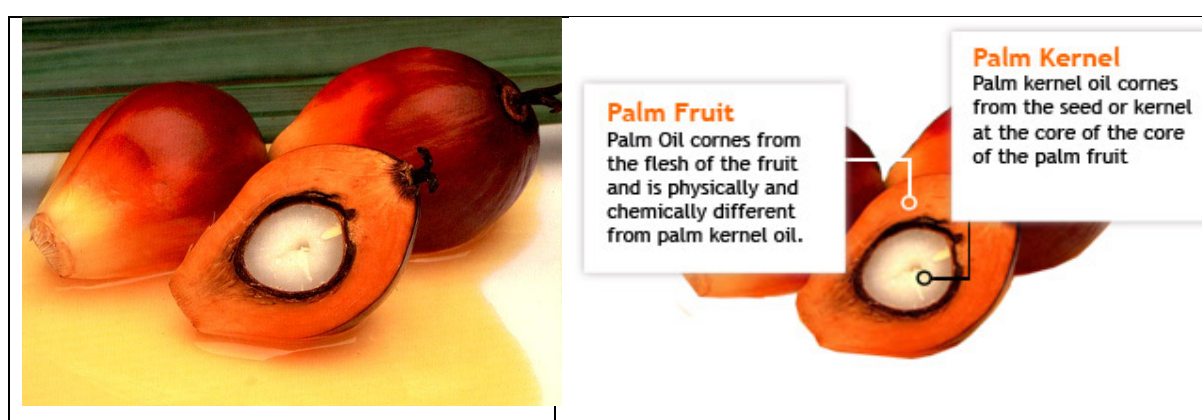 Palm Fruit
Palm Oil cornes from
the flesh of the fruit
and is physically and
chemically different
from palm kernel oil.
Palm Kernel
Palm kernel oil cornes
from the seed or kernel
at the core of the core
of the palm fruit